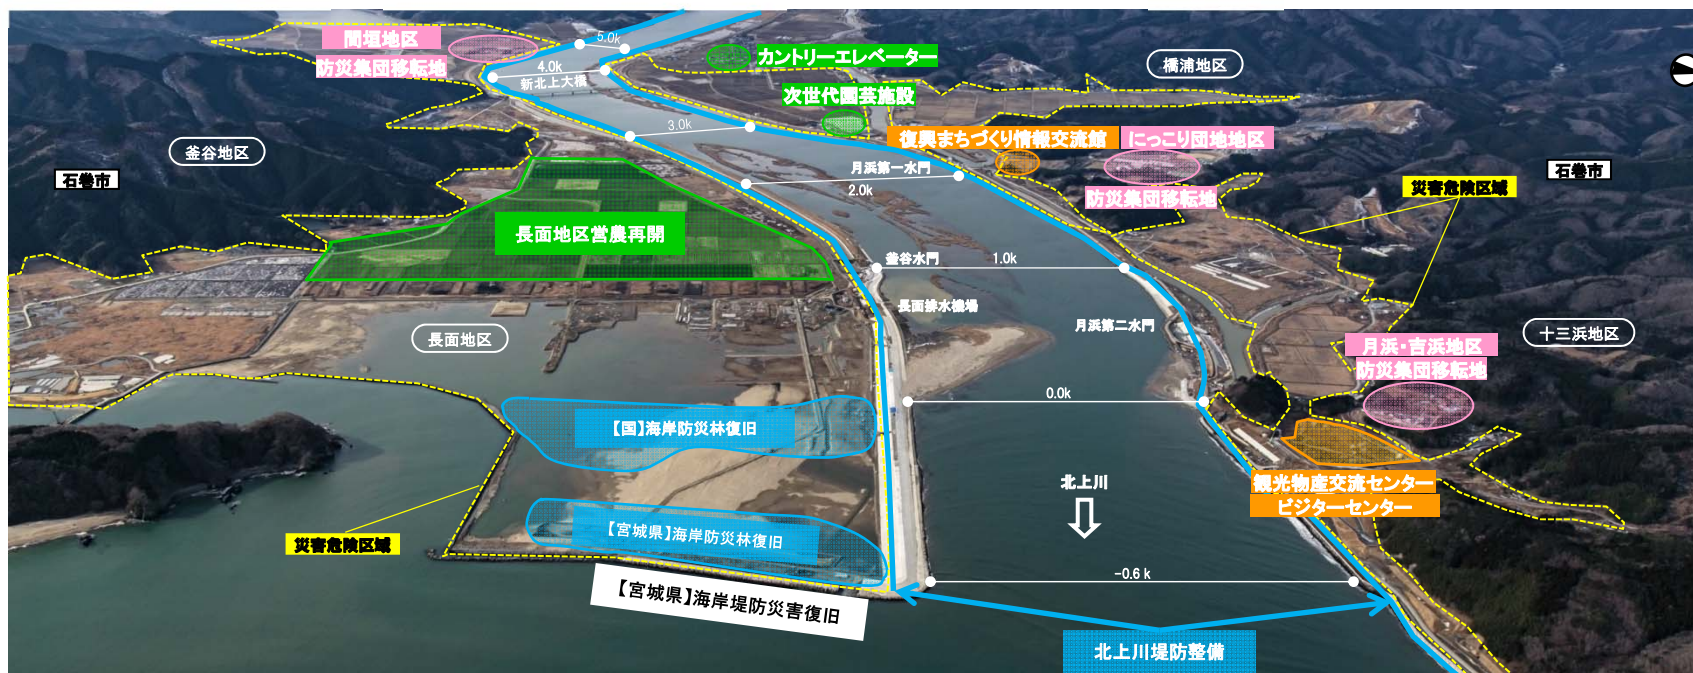 間垣地区
防災集団移転地
5.0k
4.0k
新北上大橋
カントリーエレベーター
次世代園芸施設
橋浦地区
3.0k
復興まちづくり情報交流館
にっこり団地地区
防災集団移転地
釜谷地区
石巻市
月浜第一水門
2.0k
災害危険区域
石巻市
長面地区営農再開
釜谷水門
1.0k
長面排水機場
月浜第二水門
長面地区
十三浜地区
月浜・吉浜地区
防災集団移転地
0.0k
【国】海岸防災林復旧
北上川
観光物産交流センター
ビジターセンター
災害危険区域
【宮城県】海岸防災林復旧
-0.6 k
【宮城県】海岸堤防災害復旧
北上川堤防整備